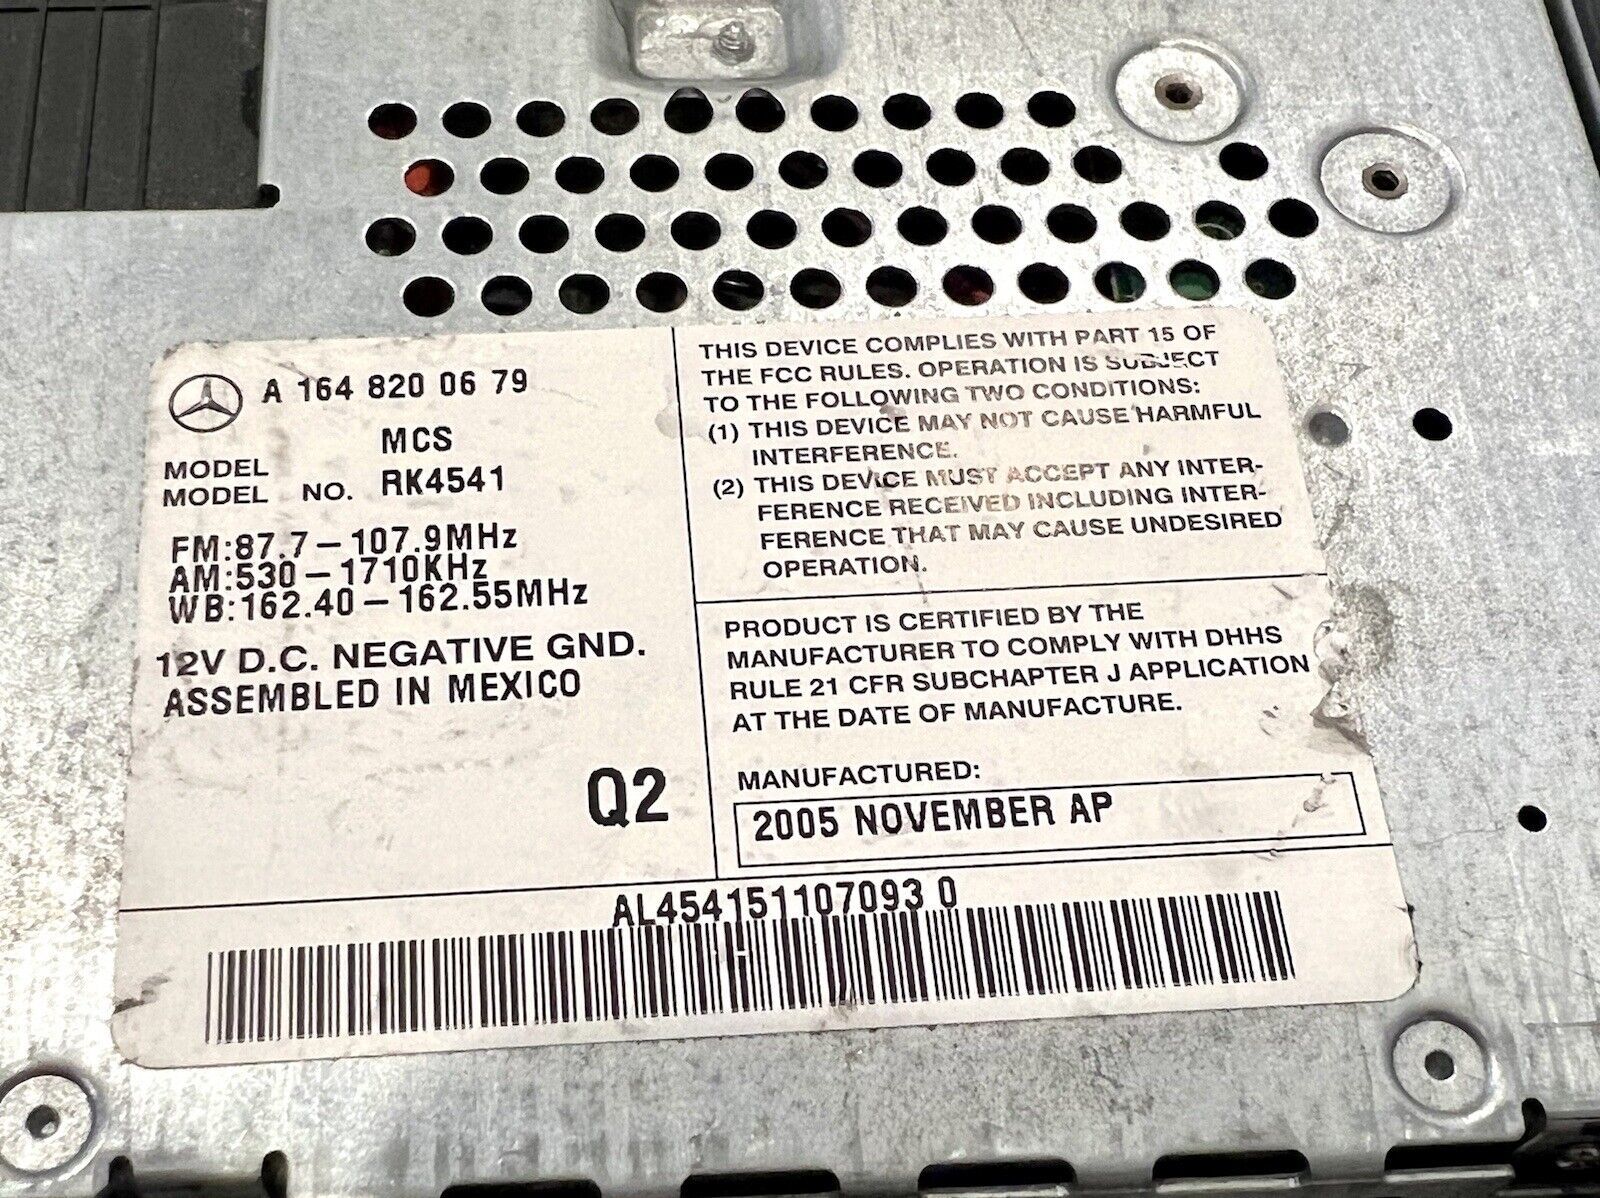 A 164 820 06 79
MODEL MCS
MODEL NO. RK4541
FM:87.7-107.9MHz
AM:530-1710KHz
WB:162.40-162.55MHz
12V D.C. NEGATIVE GND.
ASSEMBLED IN MEXICO
Q2
THIS DEVICE COMPLIES WITH PART 15 OF
THE FCC RULES. OPERATION IS SUBJECT
TO THE FOLLOWING TWO CONDITIONS:
(1) THIS DEVICE MAY NOT CAUSE HARMFUL
INTERFERENCE.
(2) THIS DEVICE MUST ACCEPT ANY INTER-
FERENCE RECEIVED INCLUDING INTER-
FERENCE THAT MAY CAUSE UNDESIRED
OPERATION.
PRODUCT IS CERTIFIED BY THE
MANUFACTURER TO COMPLY WITH DHHS
RULE 21 CFR SUBCHAPTER J APPLICATION
AT THE DATE OF MANUFACTURE.
MANUFACTURED:
2005 NOVEMBER AP
AL454151107093 0